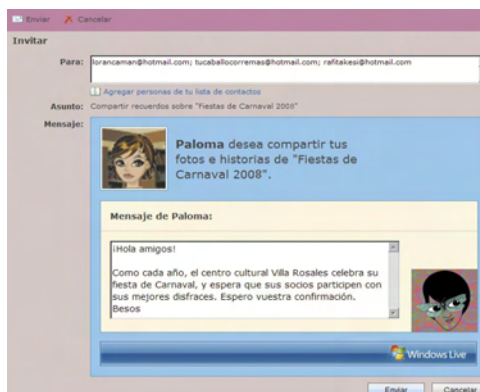 Enviar Cancelar
Invitar
Para: lorancaman@hotmail.com; tucaballocorremas@hotmail.com; rafitakesi@hotmail.com
Agregar personas de tu lista de contactos
Asunto: Compartir recuerdos sobre "Fiestas de Carnaval 2008"
Mensaje:
Paloma desea compartir tus
fotos e historias de "Fiestas de
Carnaval 2008".
Mensaje de Paloma:
¡Hola amigos!
Como cada año, el centro cultural Villa Rosales celebra su
fiesta de Carnaval, y espera que sus socios participen con
sus mejores disfraces. Espero vuestra confirmación.
Besos
Windows Live
Enviar Cancelar